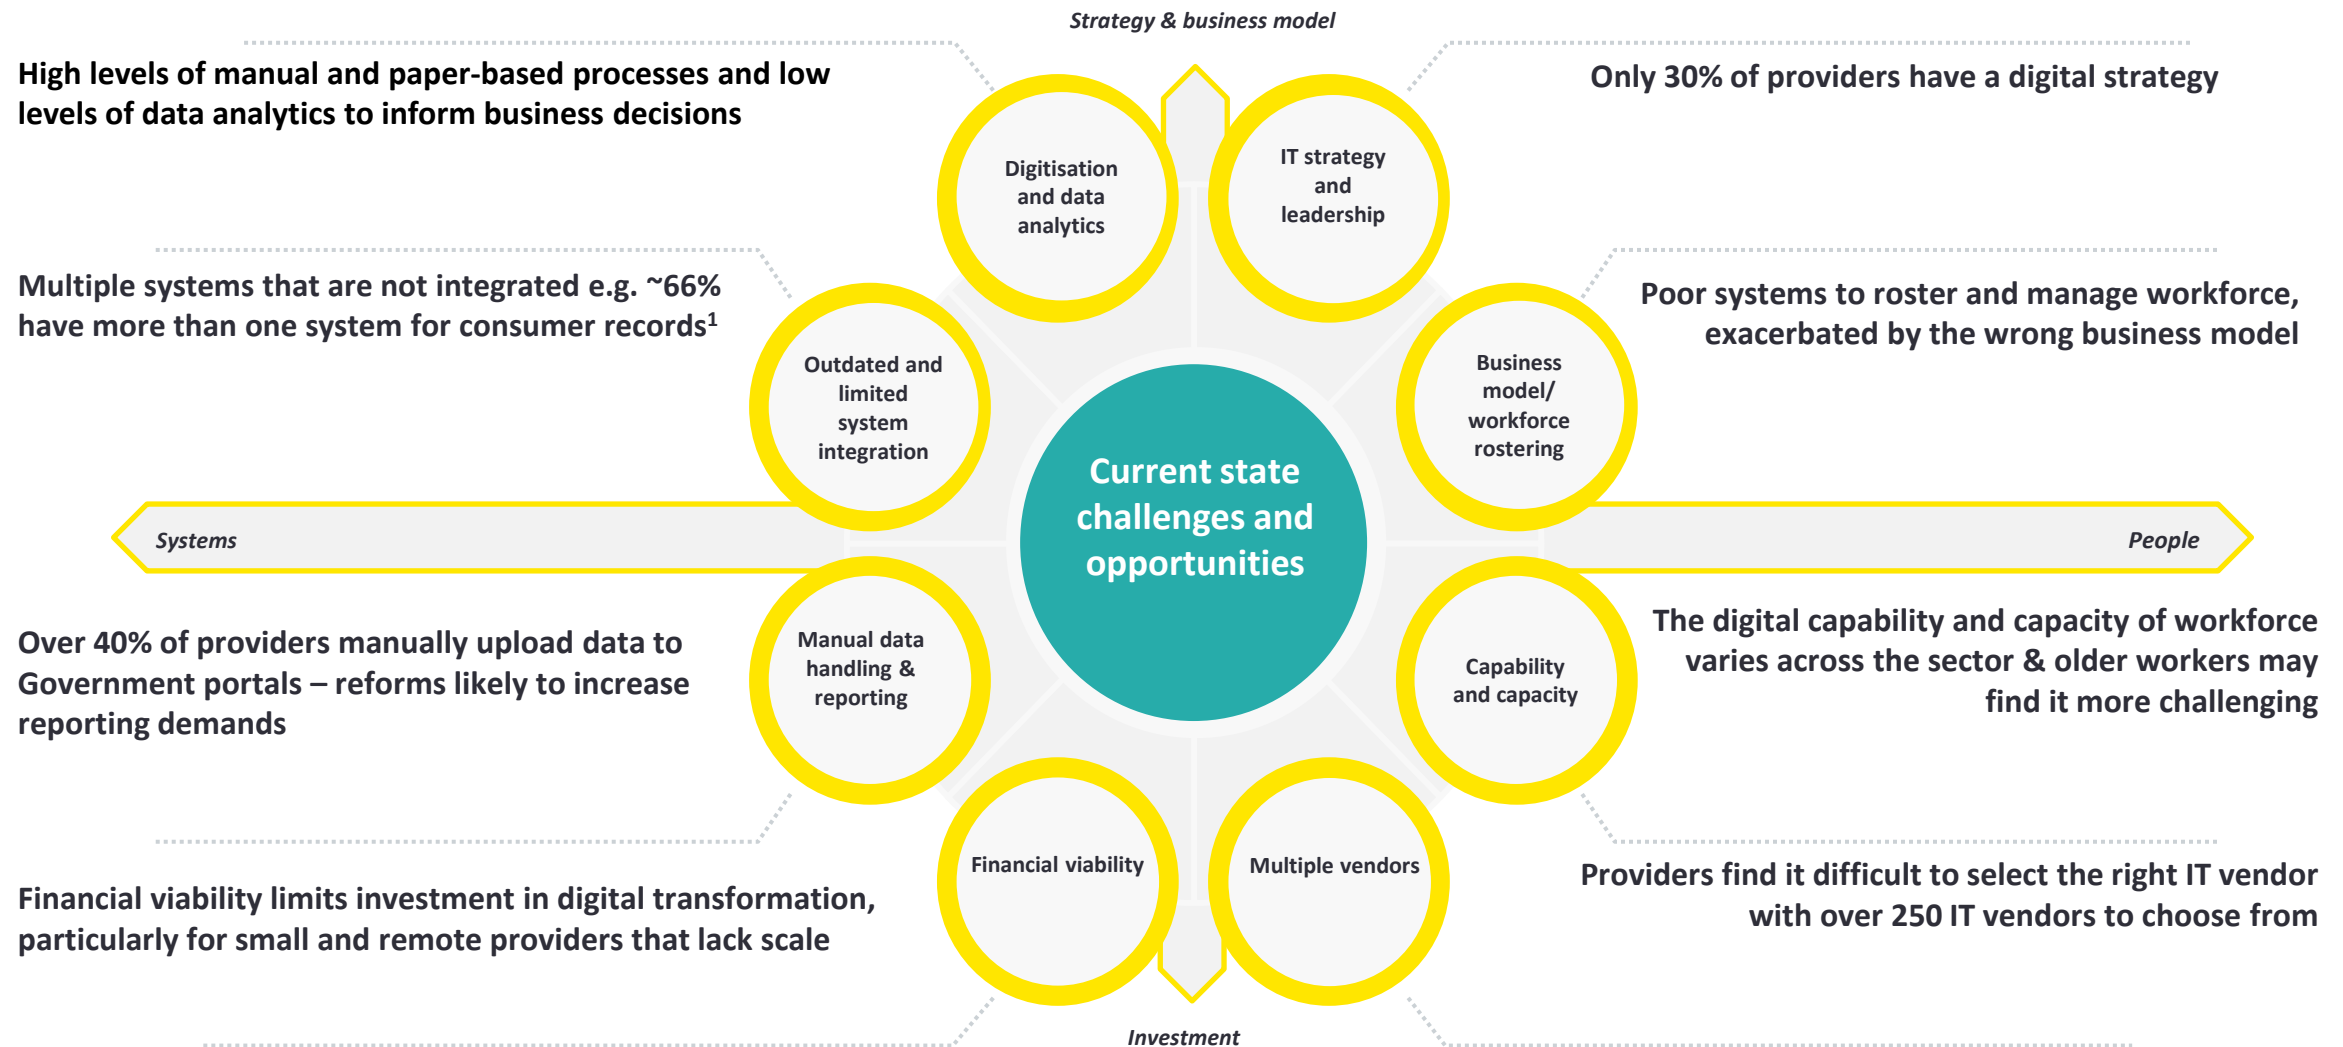 Strategy & business model
High levels of manual and paper-based processes and low
levels of data analytics to inform business decisions
Only 30% of providers have a digital strategy
Digitisation
and data
analytics
IT strategy
and
leadership
Multiple systems that are not integrated e.g. ~66%
have more than one system for consumer records¹
Poor systems to roster and manage workforce,
exacerbated by the wrong business model
Outdated and
limited
system
integration
Business
model/
workforce
rostering
Current state
challenges and
opportunities
Systems
People
Over 40% of providers manually upload data to
Government portals – reforms likely to increase
reporting demands
Manual data
handling &
reporting
Capability
and capacity
The digital capability and capacity of workforce
varies across the sector & older workers may
find it more challenging
Financial viability limits investment in digital transformation,
particularly for small and remote providers that lack scale
Financial viability
Multiple vendors
Providers find it difficult to select the right IT vendor
with over 250 IT vendors to choose from
Investment